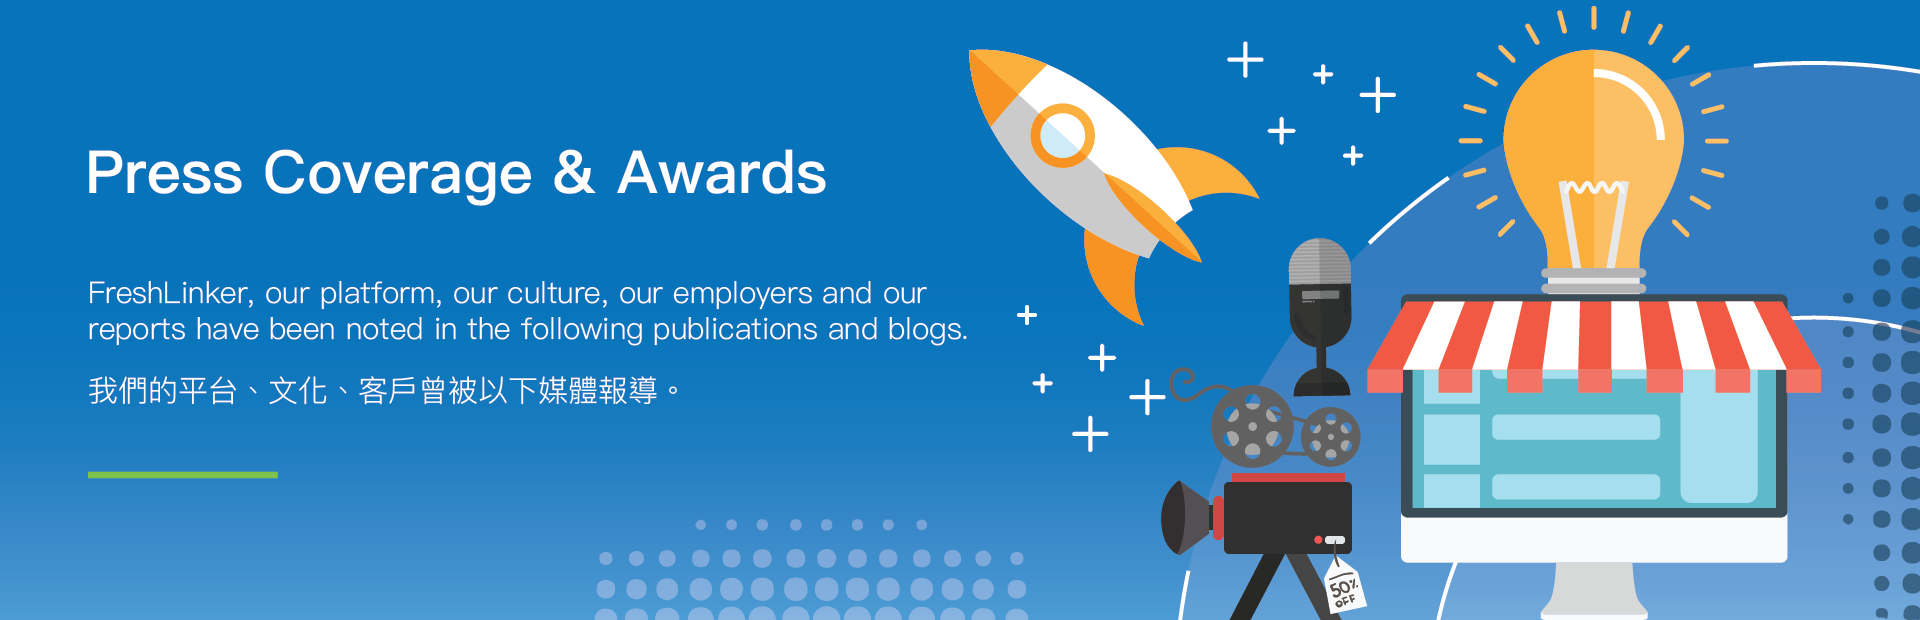 Press Coverage & Awards
FreshLinker, our platform, our culture, our employers and our
reports have been noted in the following publications and blogs.
我們的平台、文化、客戶曾被以下媒體報導。
50%
OFF